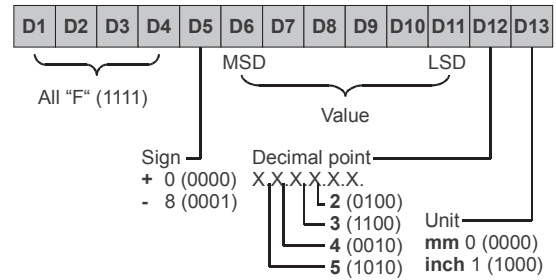 D1 D2 D3 D4 D5 D6 D7 D8 D9 D10 D11 D12 D13
MSD LSD
All “F“ (1111)
Value
Sign Decimal point
+ 0 (0000) X.X.X.X.X.X.
- 8 (0001)
2 (0100)
3 (1100) Unit
4 (0010) mm 0 (0000)
5 (1010) inch 1 (1000)